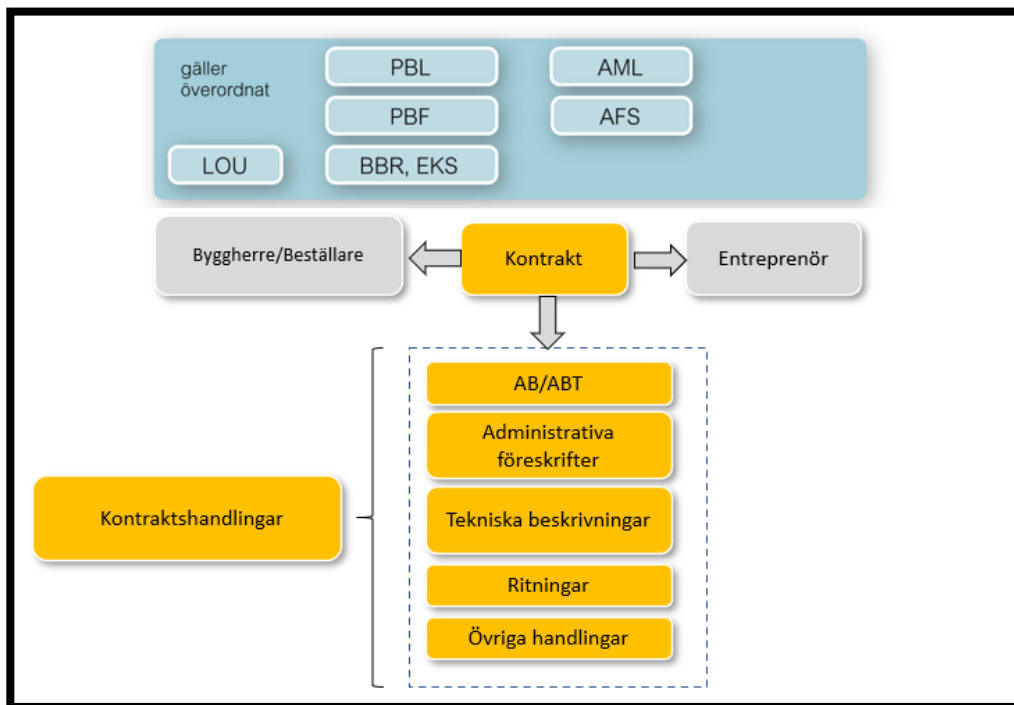 gäller
överordnat
PBL
AML
PBF
AFS
LOU
BBR, EKS
Byggherre/Beställare
Kontrakt
Entreprenör
AB/ABT
Administrativa
föreskrifter
Kontraktshandlingar
Tekniska beskrivningar
Ritningar
Övriga handlingar